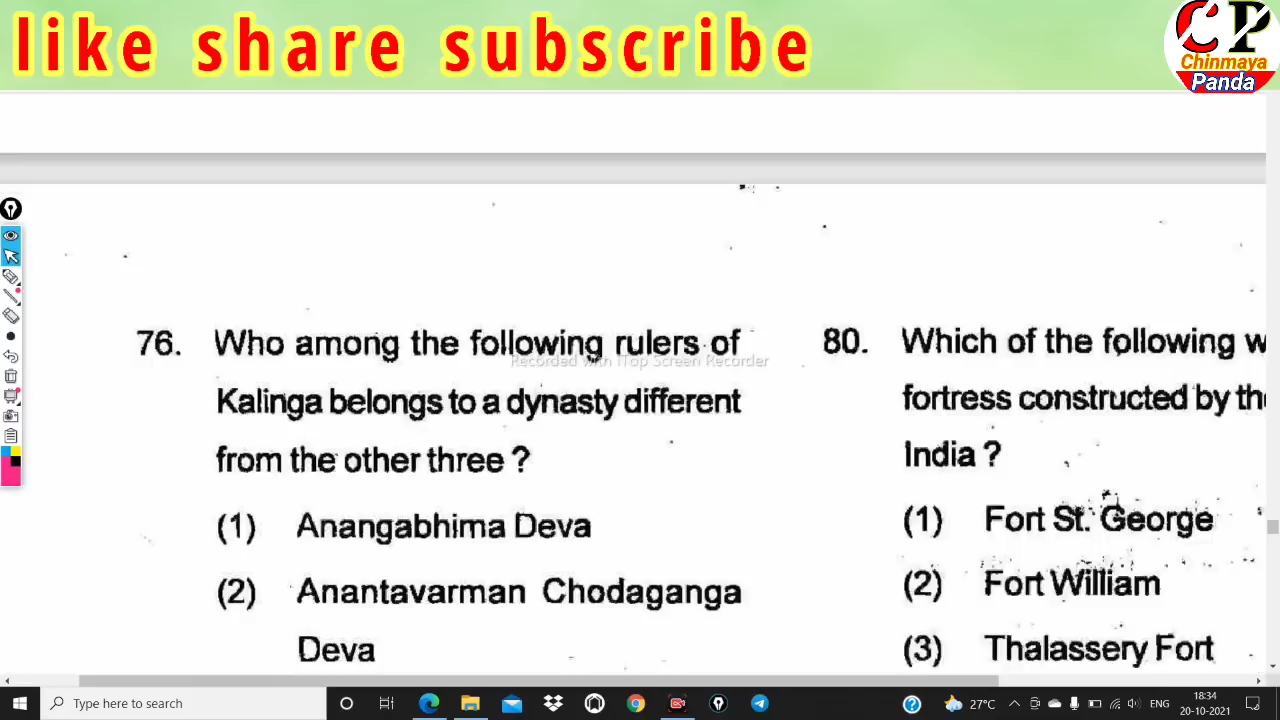 like share subscribe
CP
Chinmaya
Panda
76. Who among the following rulers of
Kalinga belongs to a dynasty different
from the other three ?
(1) Anangabhima Deva
(2) Anantavarman Chodaganga
Deva
80. Which of the following w
fortress constructed by th
India ?
(1) Fort St. George
(2) Fort William
(3) Thalassery Fort
Recorded with iTop Screen Recorder
Type here to search
27°C
ENG
18:34
20-10-2021